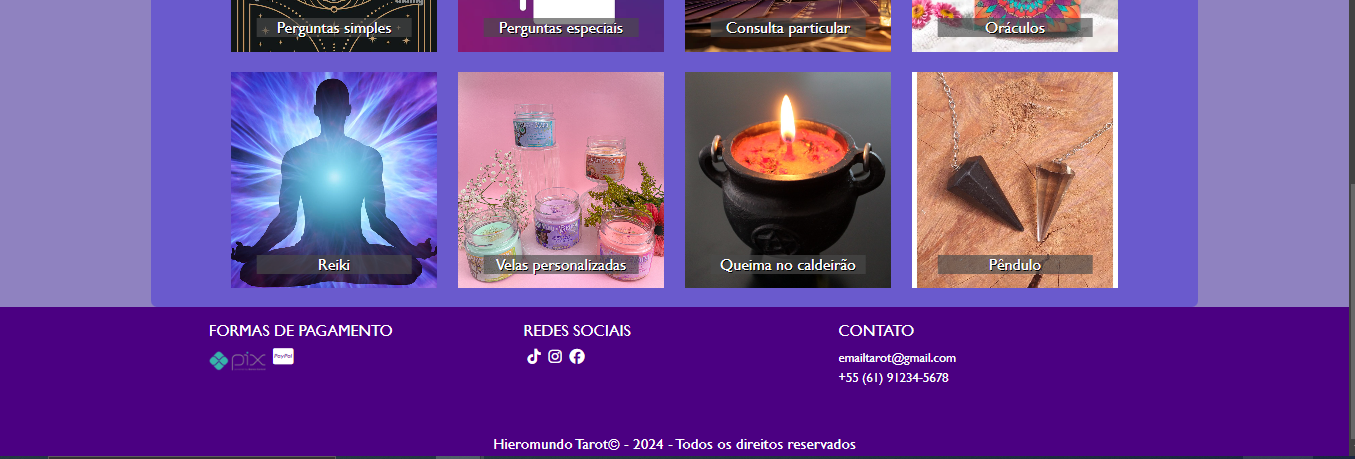 Perguntas simples
Perguntas especiais
Consulta particular
Oráculos
Reiki
Velas personalizadas
Queima no caldeirão
Pêndulo
FORMAS DE PAGAMENTO
REDES SOCIAIS
CONTATO
pix
PayPal
emailtarot@gmail.com
+55 (61) 91234-5678
Hieromundo Tarot© - 2024 - Todos os direitos reservados